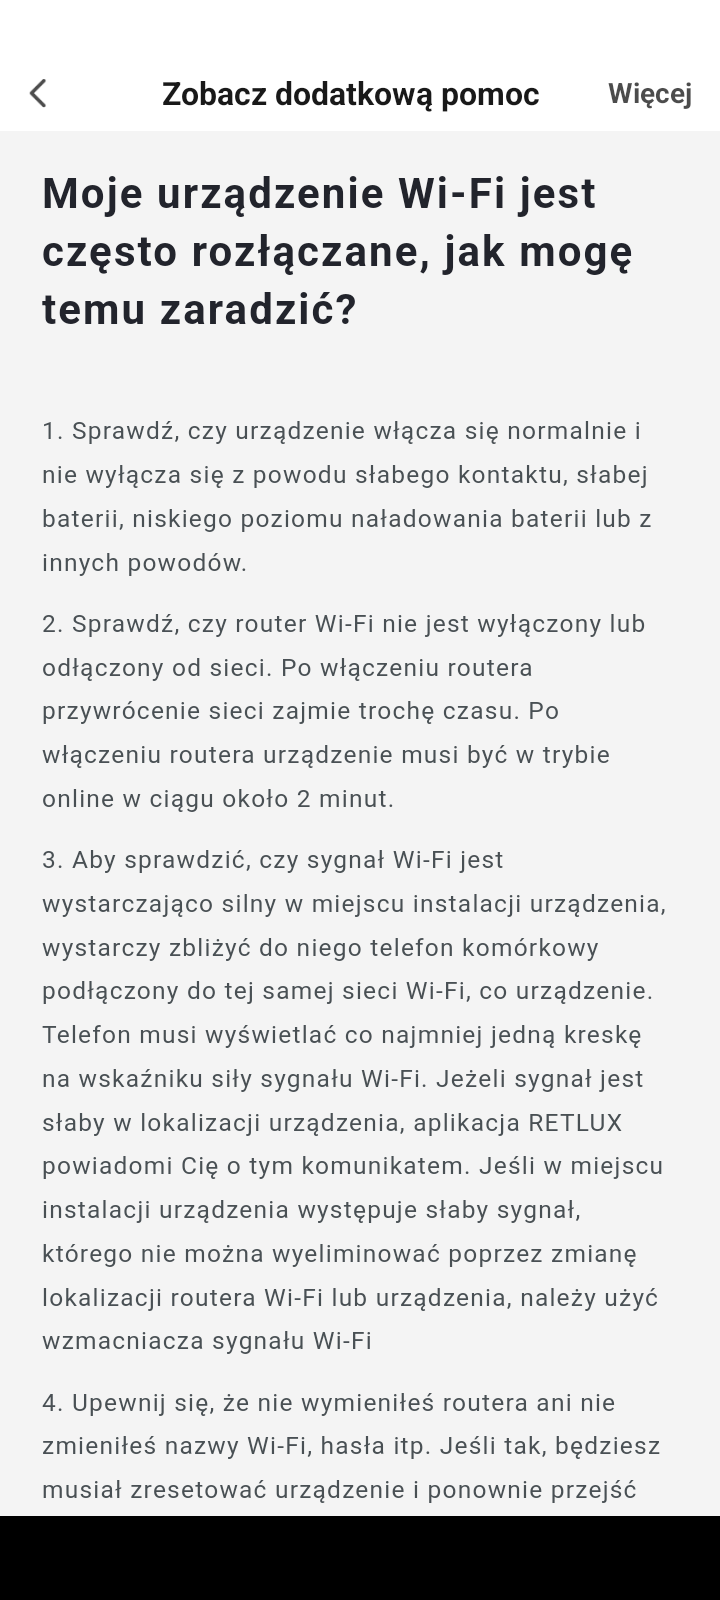 Zobacz dodatkową pomoc
Więcej
Moje urządzenie Wi-Fi jest
często rozłączane, jak mogę
temu zaradzić?
1. Sprawdź, czy urządzenie włącza się normalnie i
nie wyłącza się z powodu słabego kontaktu, słabej
baterii, niskiego poziomu naładowania baterii lub z
innych powodów.
2. Sprawdź, czy router Wi-Fi nie jest wyłączony lub
odłączony od sieci. Po włączeniu routera
przywrócenie sieci zajmie trochę czasu. Po
włączeniu routera urządzenie musi być w trybie
online w ciągu około 2 minut.
3. Aby sprawdzić, czy sygnał Wi-Fi jest
wystarczająco silny w miejscu instalacji urządzenia,
wystarczy zbliżyć do niego telefon komórkowy
podłączony do tej samej sieci Wi-Fi, co urządzenie.
Telefon musi wyświetlać co najmniej jedną kreskę
na wskaźniku siły sygnału Wi-Fi. Jeżeli sygnał jest
słaby w lokalizacji urządzenia, aplikacja RETLUX
powiadomi Cię o tym komunikatem. Jeśli w miejscu
instalacji urządzenia występuje słaby sygnał,
którego nie można wyeliminować poprzez zmianę
lokalizacji routera Wi-Fi lub urządzenia, należy użyć
wzmacniacza sygnału Wi-Fi
4. Upewnij się, że nie wymieniłeś routera ani nie
zmieniłeś nazwy Wi-Fi, hasła itp. Jeśli tak, będziesz
musiał zresetować urządzenie i ponownie przejść